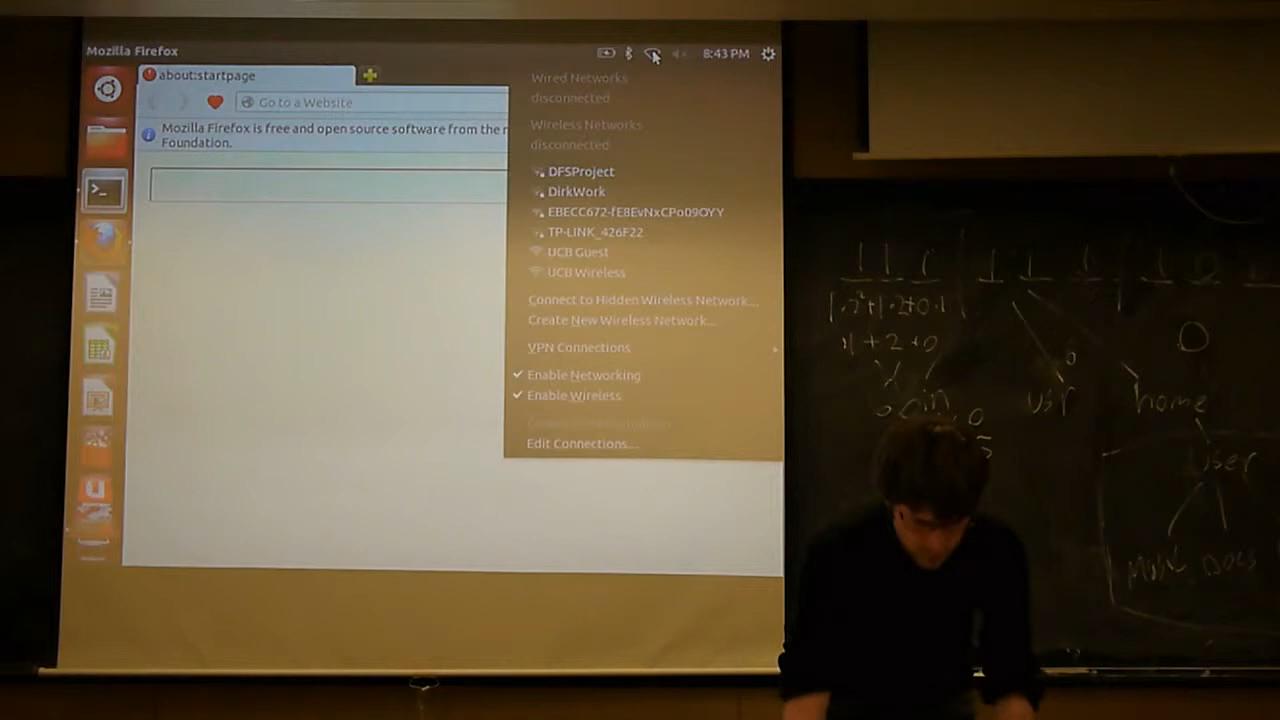 Mozilla Firefox
8:43 PM
about:startpage
Go to a Website
Mozilla Firefox is free and open source software from the
Foundation.
Wired Networks
disconnected
Wireless Networks
disconnected
DFSProject
DirkWork
EBECC672-fE8EvNxCPo09OYY
TP-LINK_426F22
UCB Guest
UCB Wireless
Connect to Hidden Wireless Network...
Create New Wireless Network...
VPN Connections
Enable Networking
Enable Wireless
Edit Connections...
usr
home
User
Docs